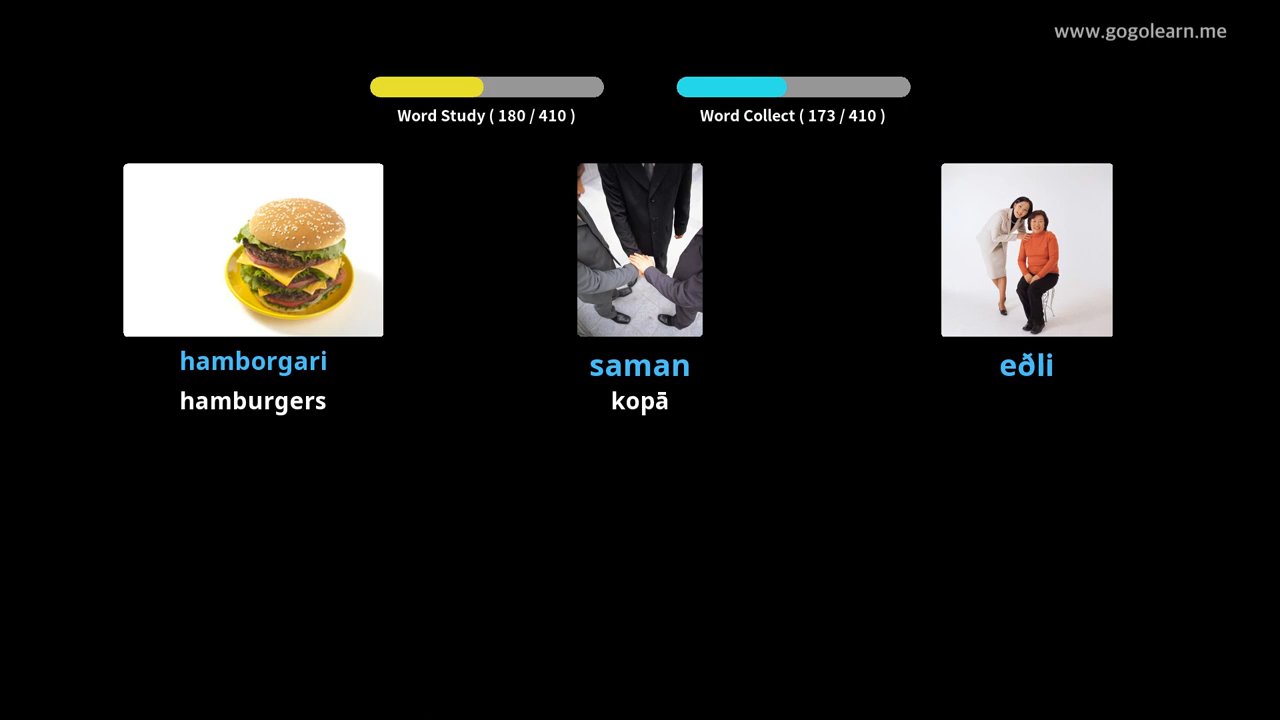 www.gogolearn.me
Word Study ( 180 / 410 )
Word Collect ( 173 / 410 )
hamborgari
hamburgers
saman
kopā
eðli